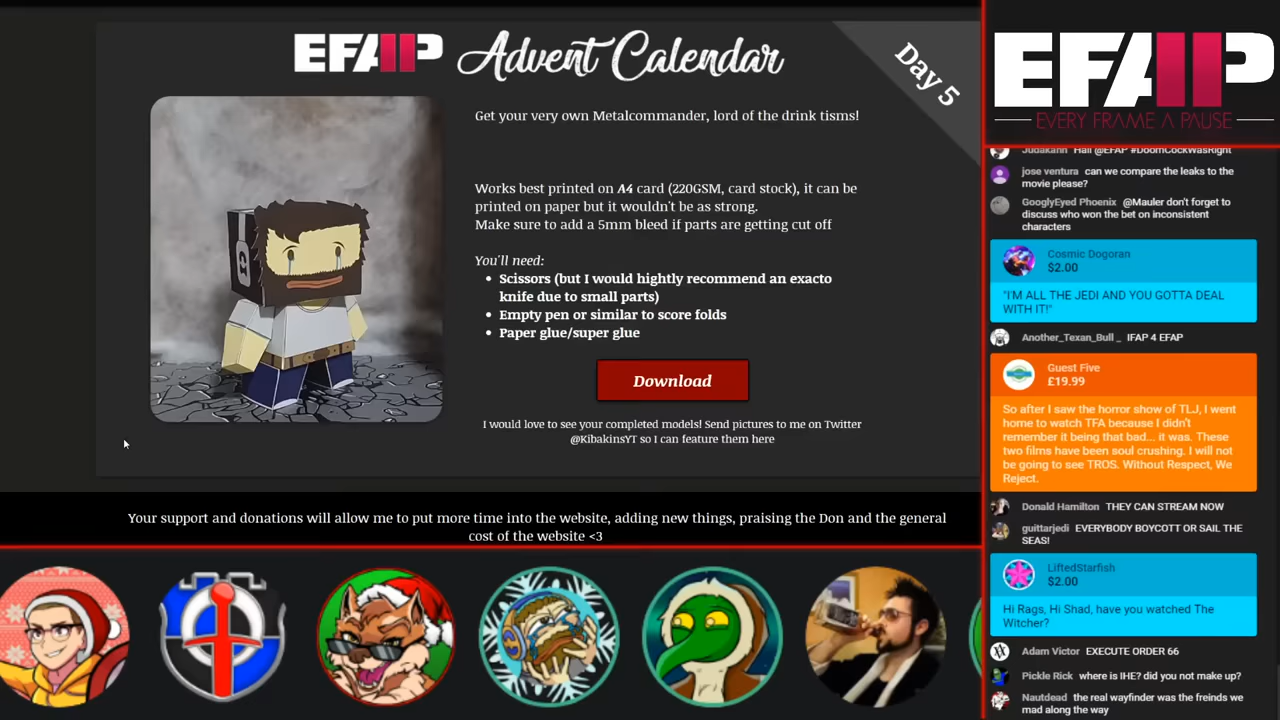 EFAP Advent Calendar
Day 5
Get your very own Metalcommander, lord of the drink tisms!
Works best printed on A4 card (220GSM, card stock), it can be
printed on paper but it wouldn't be as strong.
Make sure to add a 5mm bleed if parts are getting cut off
You'll need:
Scissors (but I would hightly recommend an exacto
knife due to small parts)
Empty pen or similar to score folds
Paper glue/super glue
Download
I would love to see your completed models! Send pictures to me on Twitter
@KibakinsYT so I can feature them here
Your support and donations will allow me to put more time into the website, adding new things, praising the Don and the general
cost of the website <3
EFAP
EVERY FRAME A PAUSE
Judakann Hail @EFAP #DoomCockWasRight
jose ventura can we compare the leaks to the
movie please?
GooglyEyed Phoenix @Mauler don't forget to
discuss who won the bet on inconsistent
characters
Cosmic Dogoran
$2.00
"I'M ALL THE JEDI AND YOU GOTTA DEAL
WITH IT!"
Another_Texan_Bull_ IFAP 4 EFAP
Guest Five
£19.99
So after I saw the horror show of TLJ, I went
home to watch TFA because I didn't
remember it being that bad... it was. These
two films have been soul crushing. I will not
be going to see TROS. Without Respect, We
Reject.
Donald Hamilton THEY CAN STREAM NOW
guittarjedi EVERYBODY BOYCOTT OR SAIL THE
SEAS!
LiftedStarfish
$2.00
Hi Rags, Hi Shad, have you watched The
Witcher?
Adam Victor EXECUTE ORDER 66
Pickle Rick where is IHE? did you not make up?
Nautdead the real wayfinder was the freinds we
mad along the way